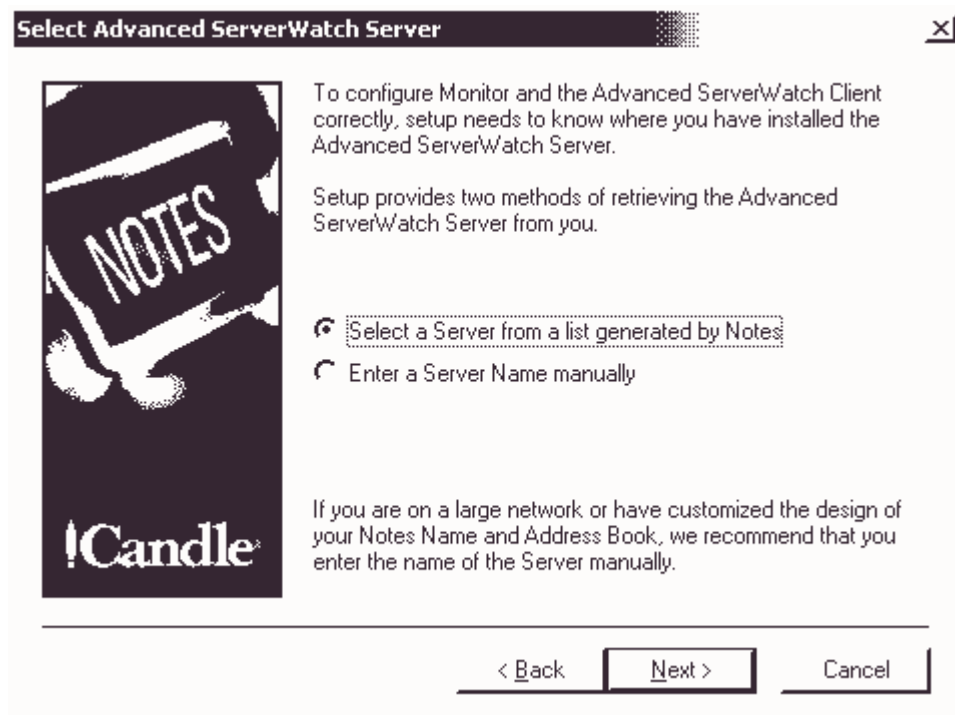 Select Advanced ServerWatch Server
To configure Monitor and the Advanced ServerWatch Client
correctly, setup needs to know where you have installed the
Advanced ServerWatch Server.
Setup provides two methods of retrieving the Advanced
ServerWatch Server from you.
NOTES
Select a Server from a list generated by Notes
Enter a Server Name manually
If you are on a large network or have customized the design of
your Notes Name and Address Book, we recommend that you
enter the name of the Server manually.
!Candle
< Back Next > Cancel